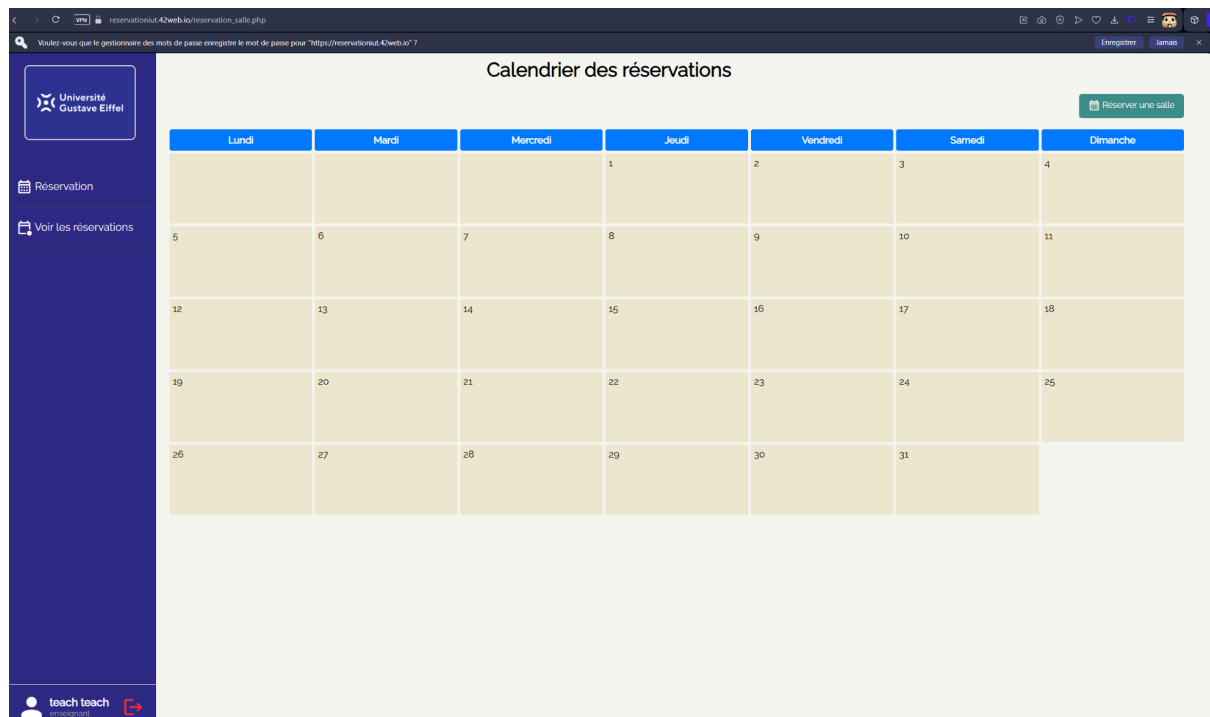 VPN reservationiut.42web.io/reservation_salle.php
Voulez-vous que le gestionnaire des mots de passe enregistre le mot de passe pour "https://reservationiut.42web.io" ?
Enregistrer Jamais
Université
Gustave Eiffel
Réservation
Voir les réservations
Calendrier des réservations
Réserver une salle
Lundi Mardi Mercredi Jeudi Vendredi Samedi Dimanche
1 2 3 4
5 6 7 8 9 10 11
12 13 14 15 16 17 18
19 20 21 22 23 24 25
26 27 28 29 30 31
teach teach
enseignant